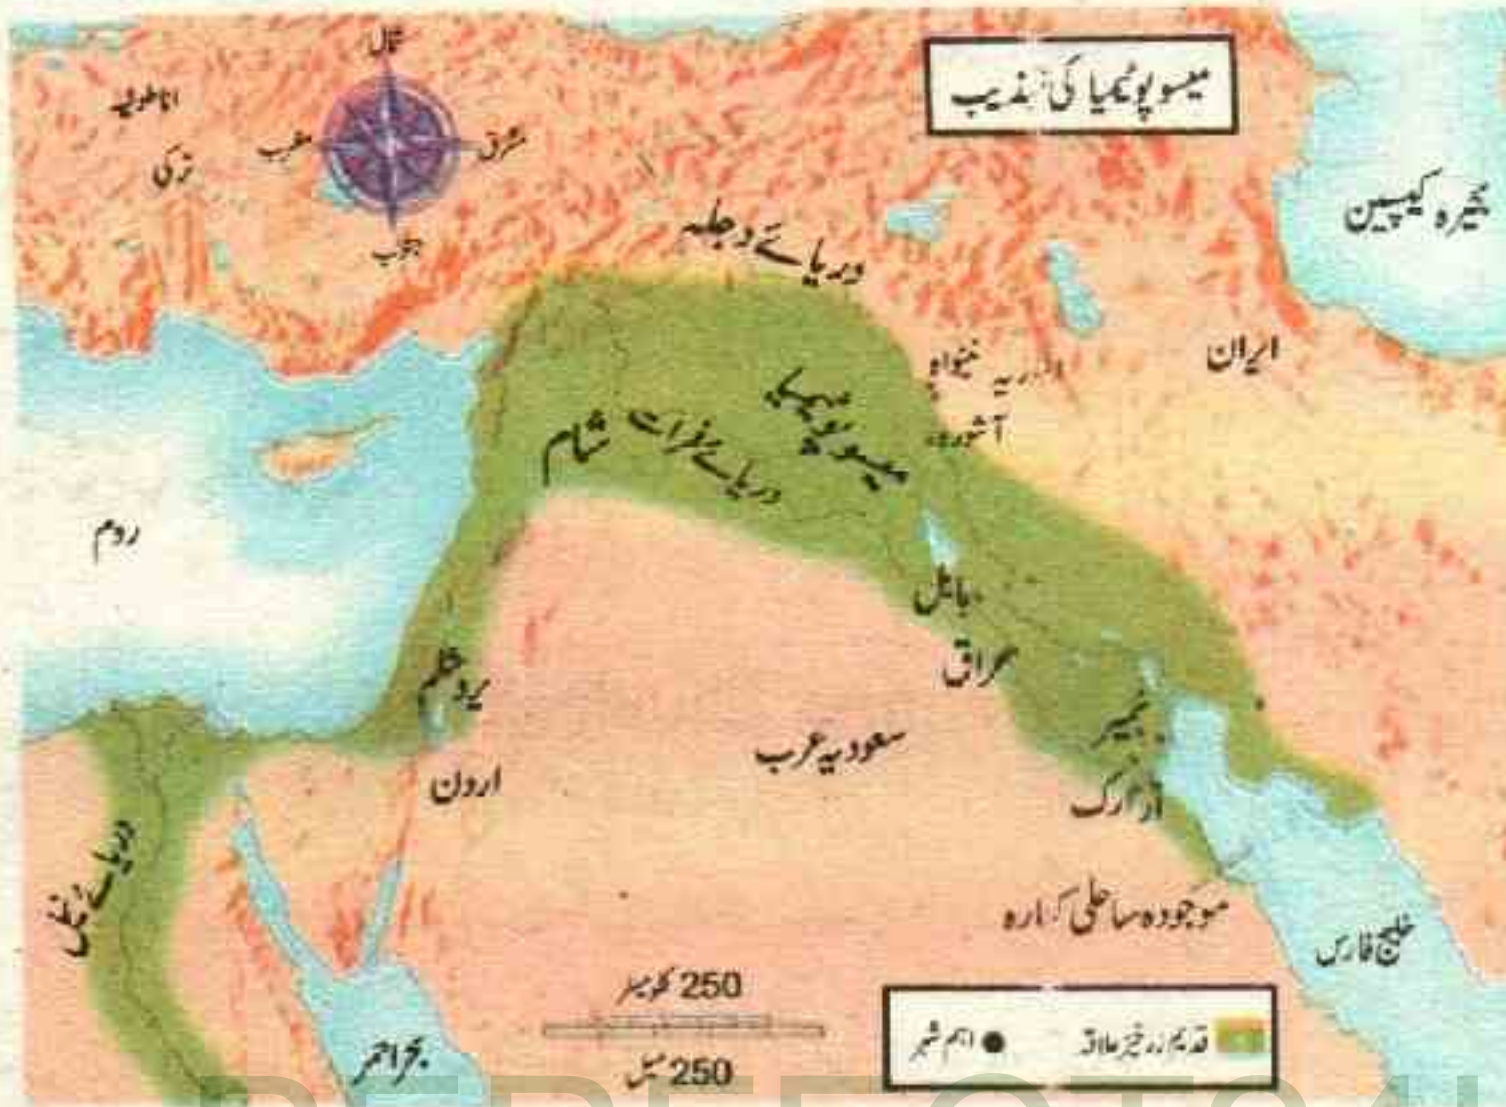 میسوپوٹیمیا کی تہذیب
شمال
مشرق
مغرب
جنوب
اناطولیہ
ترکی
بحیرہ کیسپین
دریائے دجلہ
ایران
نینواہ
آشور
میسوپوٹیمیا
دریائے فرات
شام
روم
بابل
عراق
یروشلم
سعودیہ عرب
اردن
ارک
دریائے نیل
موجودہ ساحلی کنارہ
خلیج فارس
250 کلومیٹر
250 میل
بحر احمر
قدیم زرخیز علاقہ
اہم شہر